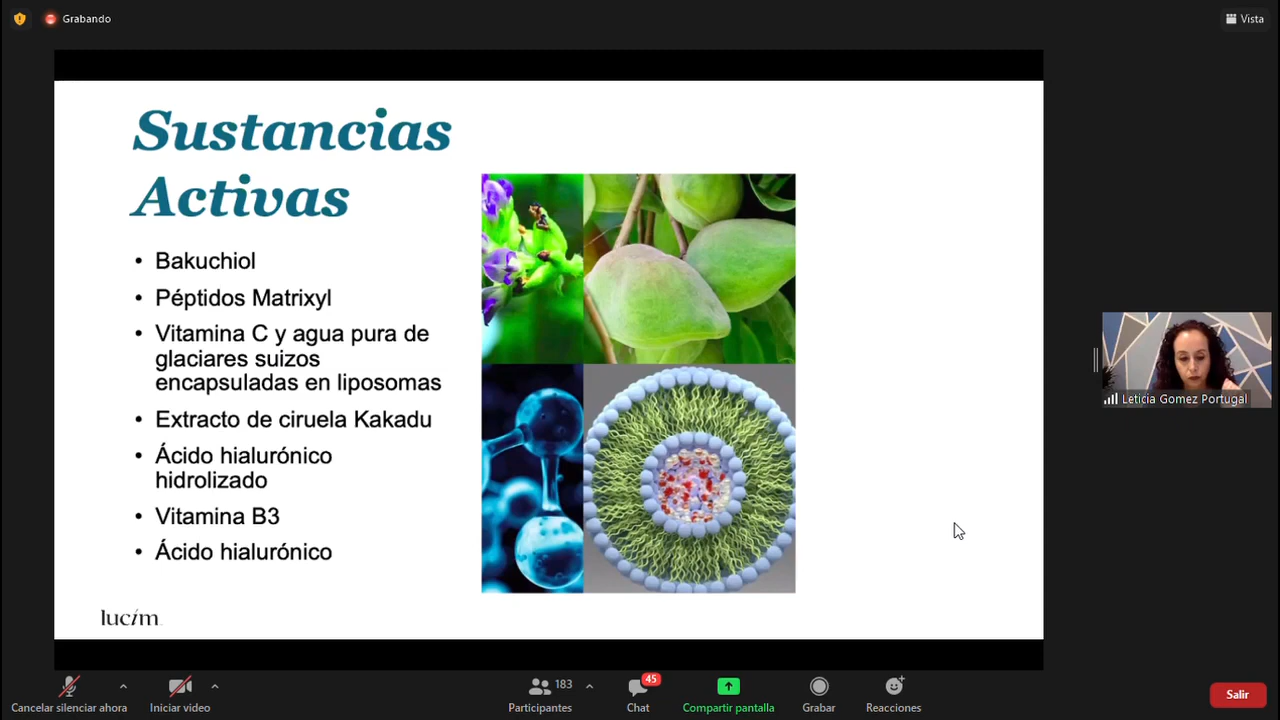 Grabando
Vista
Sustancias
Activas
• Bakuchiol
• Péptidos Matrixyl
• Vitamina C y agua pura de
glaciares suizos
encapsuladas en liposomas
• Extracto de ciruela Kakadu
• Ácido hialurónico
hidrolizado
• Vitamina B3
• Ácido hialurónico
lucím
Leticia Gomez Portugal
Cancelar silenciar ahora
Iniciar video
183
Participantes
45
Chat
Compartir pantalla
Grabar
Reacciones
Salir